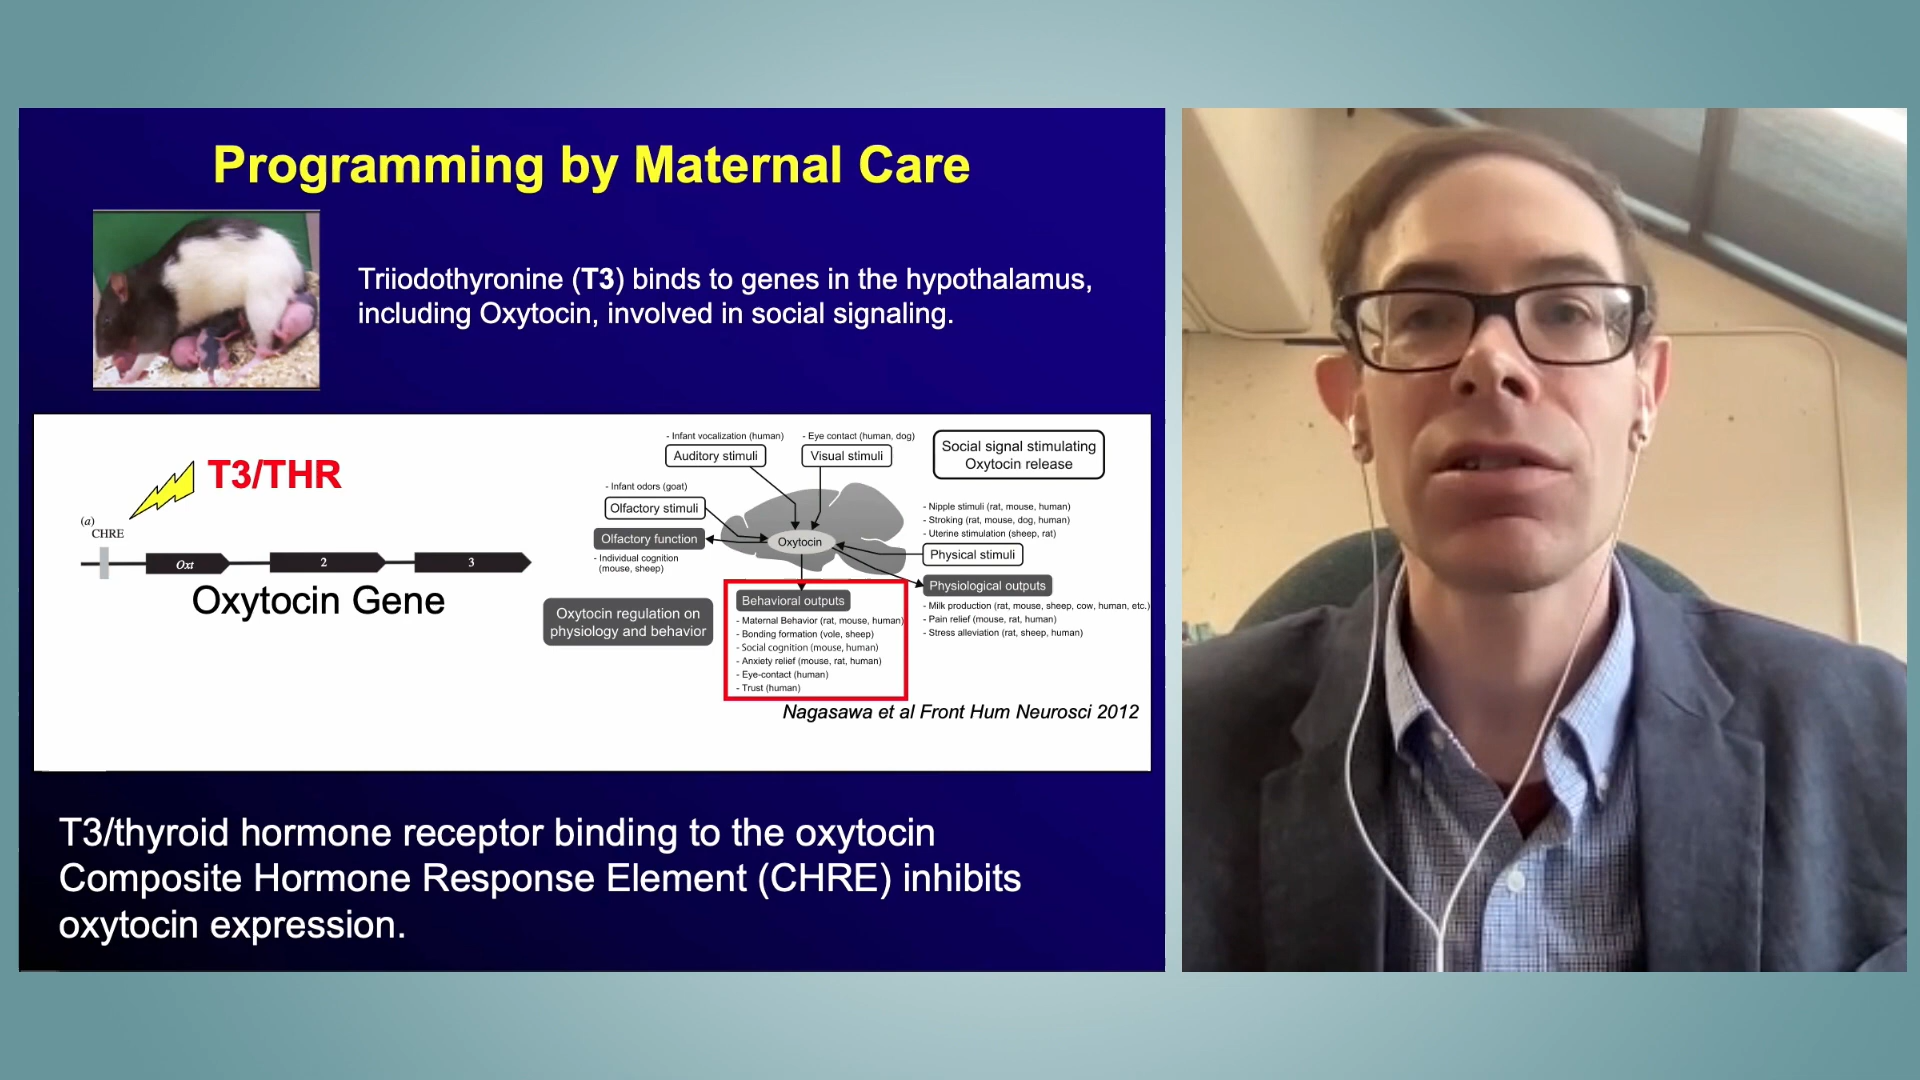 Programming by Maternal Care
Triiodothyronine (T3) binds to genes in the hypothalamus,
including Oxytocin, involved in social signaling.
T3/THR
(a)
CHRE
Oxt
2
3
Oxytocin Gene
- Infant vocalization (human)
Auditory stimuli
- Eye contact (human, dog)
Visual stimuli
Social signal stimulating
Oxytocin release
- Infant odors (goat)
Olfactory stimuli
Olfactory function
- Individual cognition
(mouse, sheep)
Oxytocin
- Nipple stimuli (rat, mouse, human)
- Stroking (rat, mouse, dog, human)
- Uterine stimulation (sheep, rat)
Physical stimuli
Physiological outputs
- Milk production (rat, mouse, sheep, cow, human, etc.)
- Pain relief (mouse, rat, human)
- Stress alleviation (rat, sheep, human)
Oxytocin regulation on
physiology and behavior
Behavioral outputs
- Maternal Behavior (rat, mouse, human)
- Bonding formation (vole, sheep)
- Social cognition (mouse, human)
- Anxiety relief (mouse, rat, human)
- Eye-contact (human)
- Trust (human)
Nagasawa et al Front Hum Neurosci 2012
T3/thyroid hormone receptor binding to the oxytocin
Composite Hormone Response Element (CHRE) inhibits
oxytocin expression.